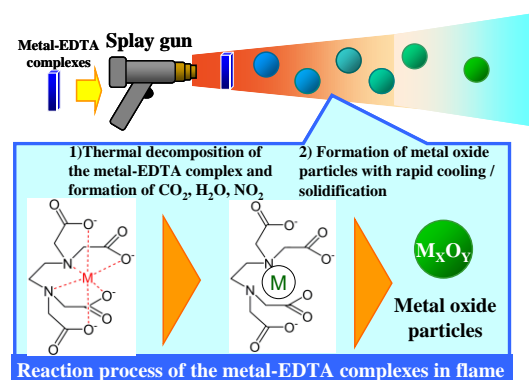 Metal-EDTA
complexes
Splay gun
1)Thermal decomposition of
the metal-EDTA complex and
formation of CO₂, H₂O, NO₂
2) Formation of metal oxide
particles with rapid cooling /
solidification
O
O⁻
O
O⁻
N
M
N
O
O⁻
O
O⁻
O
O⁻
O
O
N
M
N
O
O
O
O⁻
MXOY
Metal oxide
particles
Reaction process of the metal-EDTA complexes in flame